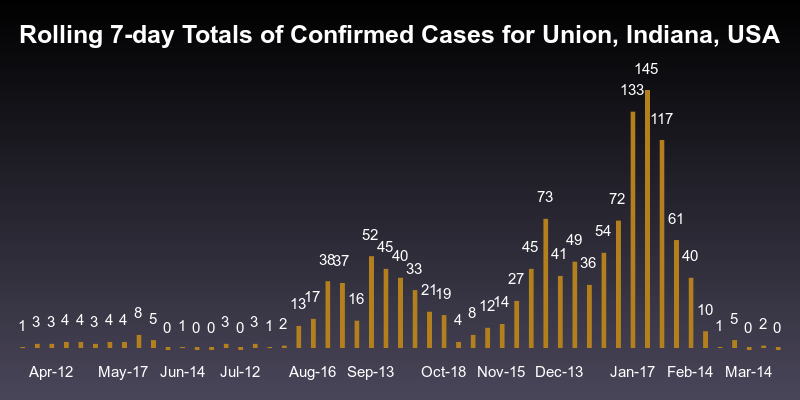 Rolling 7-day Totals of Confirmed Cases for Union, Indiana, USA
1 3 3 4 4 3 4 4 8 5 0 1 0 0 3 0 3 1 2 13 17 38 37 16 52 45 40 33 21 19 4 8 12 14 27 45 73 41 49 36 54 72 133 145 117 61 40 10 1 5 0 2 0
Apr-12 May-17 Jun-14 Jul-12 Aug-16 Sep-13 Oct-18 Nov-15 Dec-13 Jan-17 Feb-14 Mar-14